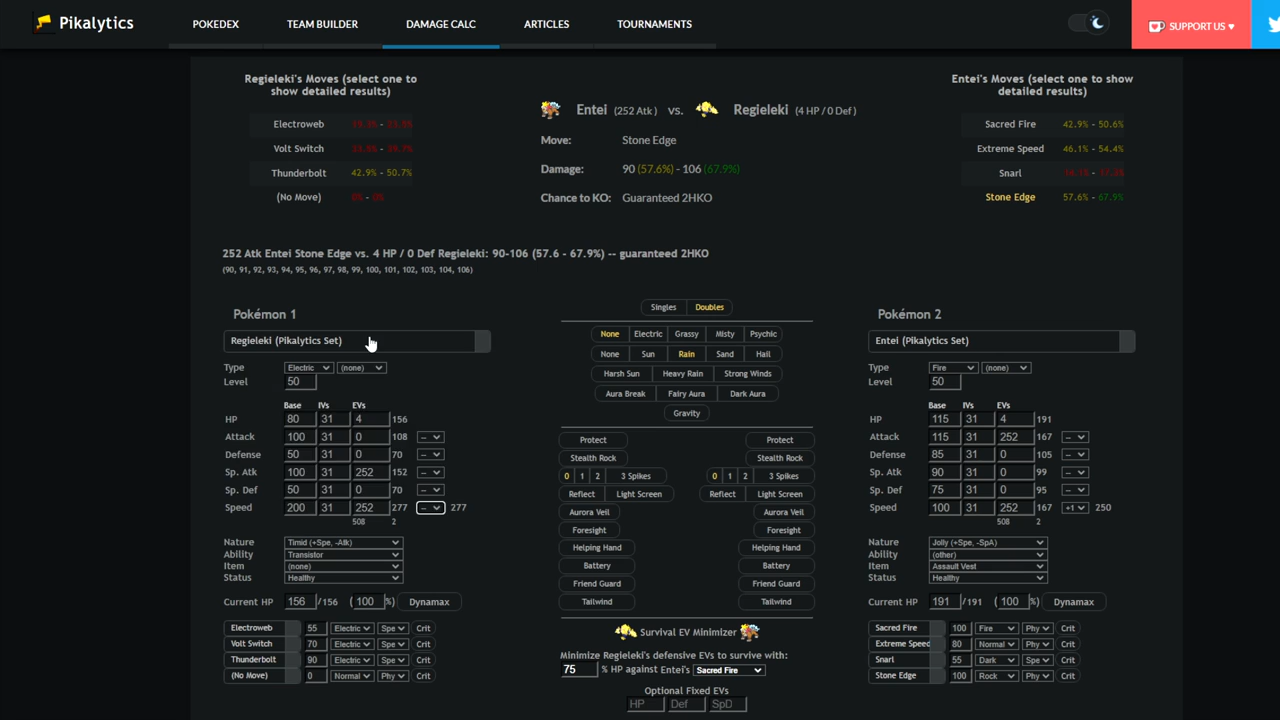 Pikalytics
POKEDEX TEAM BUILDER DAMAGE CALC ARTICLES TOURNAMENTS
SUPPORT US ♥
Regieleki's Moves (select one to
show detailed results)
Electroweb
Volt Switch
Thunderbolt 42.9% - 50.7%
(No Move) 0% - 0%
Entei (252 Atk ) vs. Regieleki (4 HP / 0 Def )
Move: Stone Edge
Damage: 90 (57.6%) - 106 (67.9%)
Chance to KO: Guaranteed 2HKO
Entei's Moves (select one to
show detailed results)
Sacred Fire 42.9% - 50.6%
Extreme Speed 46.1% - 54.4%
Snarl
Stone Edge 57.6% - 67.9%
252 Atk Entei Stone Edge vs. 4 HP / 0 Def Regieleki: 90-106 (57.6 - 67.9%) -- guaranteed 2HKO
(90, 91, 92, 93, 94, 95, 96, 97, 98, 99, 100, 101, 102, 103, 104, 106)
Pokémon 1
Regieleki (Pikalytics Set)
Type Electric (none)
Level 50
Base IVs EVs
HP 80 31 4 156
Attack 100 31 0 108 --
Defense 50 31 0 70 --
Sp. Atk 100 31 252 152 --
Sp. Def 50 31 0 70 --
Speed 200 31 252 277 -- 277
508 2
Nature Timid (+Spe, -Atk)
Ability Transistor
Item (none)
Status Healthy
Current HP 156 /156 ( 100 %) Dynamax
Electroweb 55 Electric Spe Crit
Volt Switch 70 Electric Spe Crit
Thunderbolt 90 Electric Spe Crit
(No Move) 0 Normal Phy Crit
Singles Doubles
None Electric Grassy Misty Psychic
None Sun Rain Sand Hail
Harsh Sun Heavy Rain Strong Winds
Aura Break Fairy Aura Dark Aura
Gravity
Protect Protect
Stealth Rock Stealth Rock
0 1 2 3 Spikes 0 1 2 3 Spikes
Reflect Light Screen Reflect Light Screen
Aurora Veil Aurora Veil
Foresight Foresight
Helping Hand Helping Hand
Battery Battery
Friend Guard Friend Guard
Tailwind Tailwind
Survival EV Minimizer
Minimize Regieleki's defensive EVs to survive with:
75 % HP against Entei's Sacred Fire
Optional Fixed EVs
HP Def SpD
Pokémon 2
Entei (Pikalytics Set)
Type Fire (none)
Level 50
Base IVs EVs
HP 115 31 4 191
Attack 115 31 252 167 --
Defense 85 31 0 105 --
Sp. Atk 90 31 0 99 --
Sp. Def 75 31 0 95 --
Speed 100 31 252 167 +1 250
508 2
Nature Jolly (+Spe, -SpA)
Ability (other)
Item Assault Vest
Status Healthy
Current HP 191 /191 ( 100 %) Dynamax
Sacred Fire 100 Fire Phy Crit
Extreme Speed 80 Normal Phy Crit
Snarl 55 Dark Spe Crit
Stone Edge 100 Rock Phy Crit